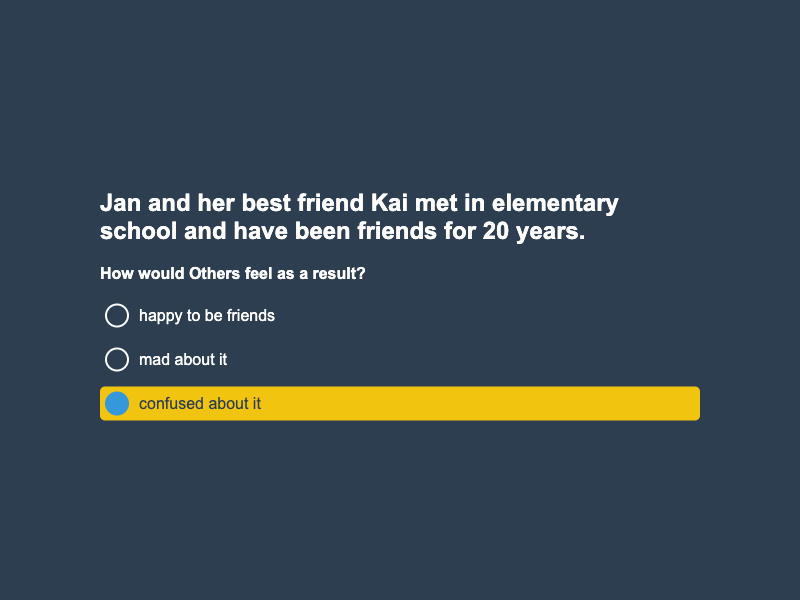 Jan and her best friend Kai met in elementary
school and have been friends for 20 years.
How would Others feel as a result?
happy to be friends
mad about it
confused about it